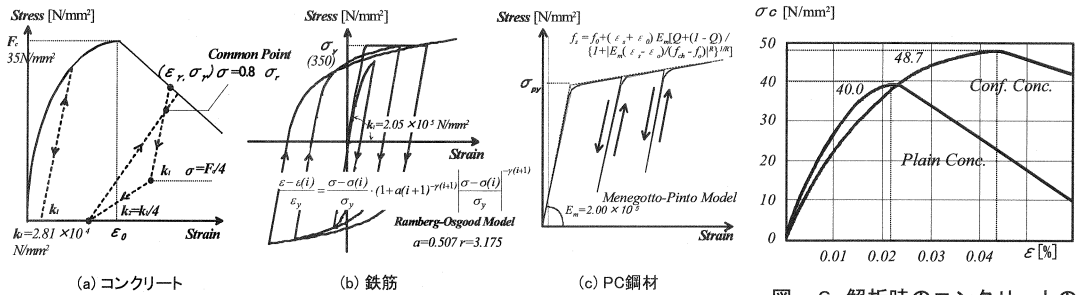 Stress [N/mm²]
Fc
35N/mm²
Common Point
(εr, σr) σ=0.8 σr
k₁
k₁ σ=Fc/4
k₂=k₁/4
k₁=2.81 ×10⁴
N/mm²
ε₀
Strain
(a) コンクリート
Stress [N/mm²]
σy
(350)
k₁=2.05 ×10⁵ N/mm²
Strain
Ramberg-Osgood Model
a=0.507 r=3.175
(b) 鉄筋
Stress [N/mm²]
σpy
Menegotto-Pinto Model
Em=2.00 ×10⁵
Strain
(c) PC鋼材
σc [N/mm²]
50
48.7
40
40.0
Conf. Conc.
30
20
Plain Conc.
10
0
0.01 0.02 0.03 0.04 ε[%]
解析時のコンクリートの